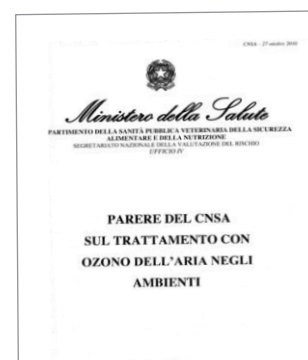 CNSA – 27 ottobre 2010
Ministero della Salute
PARTIMENTO DELLA SANITÀ PUBBLICA VETERINARIA DELLA SICUREZZA
ALIMENTARE E DELLA NUTRIZIONE
SEGRETARIATO NAZIONALE DELLA VALUTAZIONE DEL RISCHIO
UFFICIO IV
PARERE DEL CNSA
SUL TRATTAMENTO CON
OZONO DELL'ARIA NEGLI
AMBIENTI